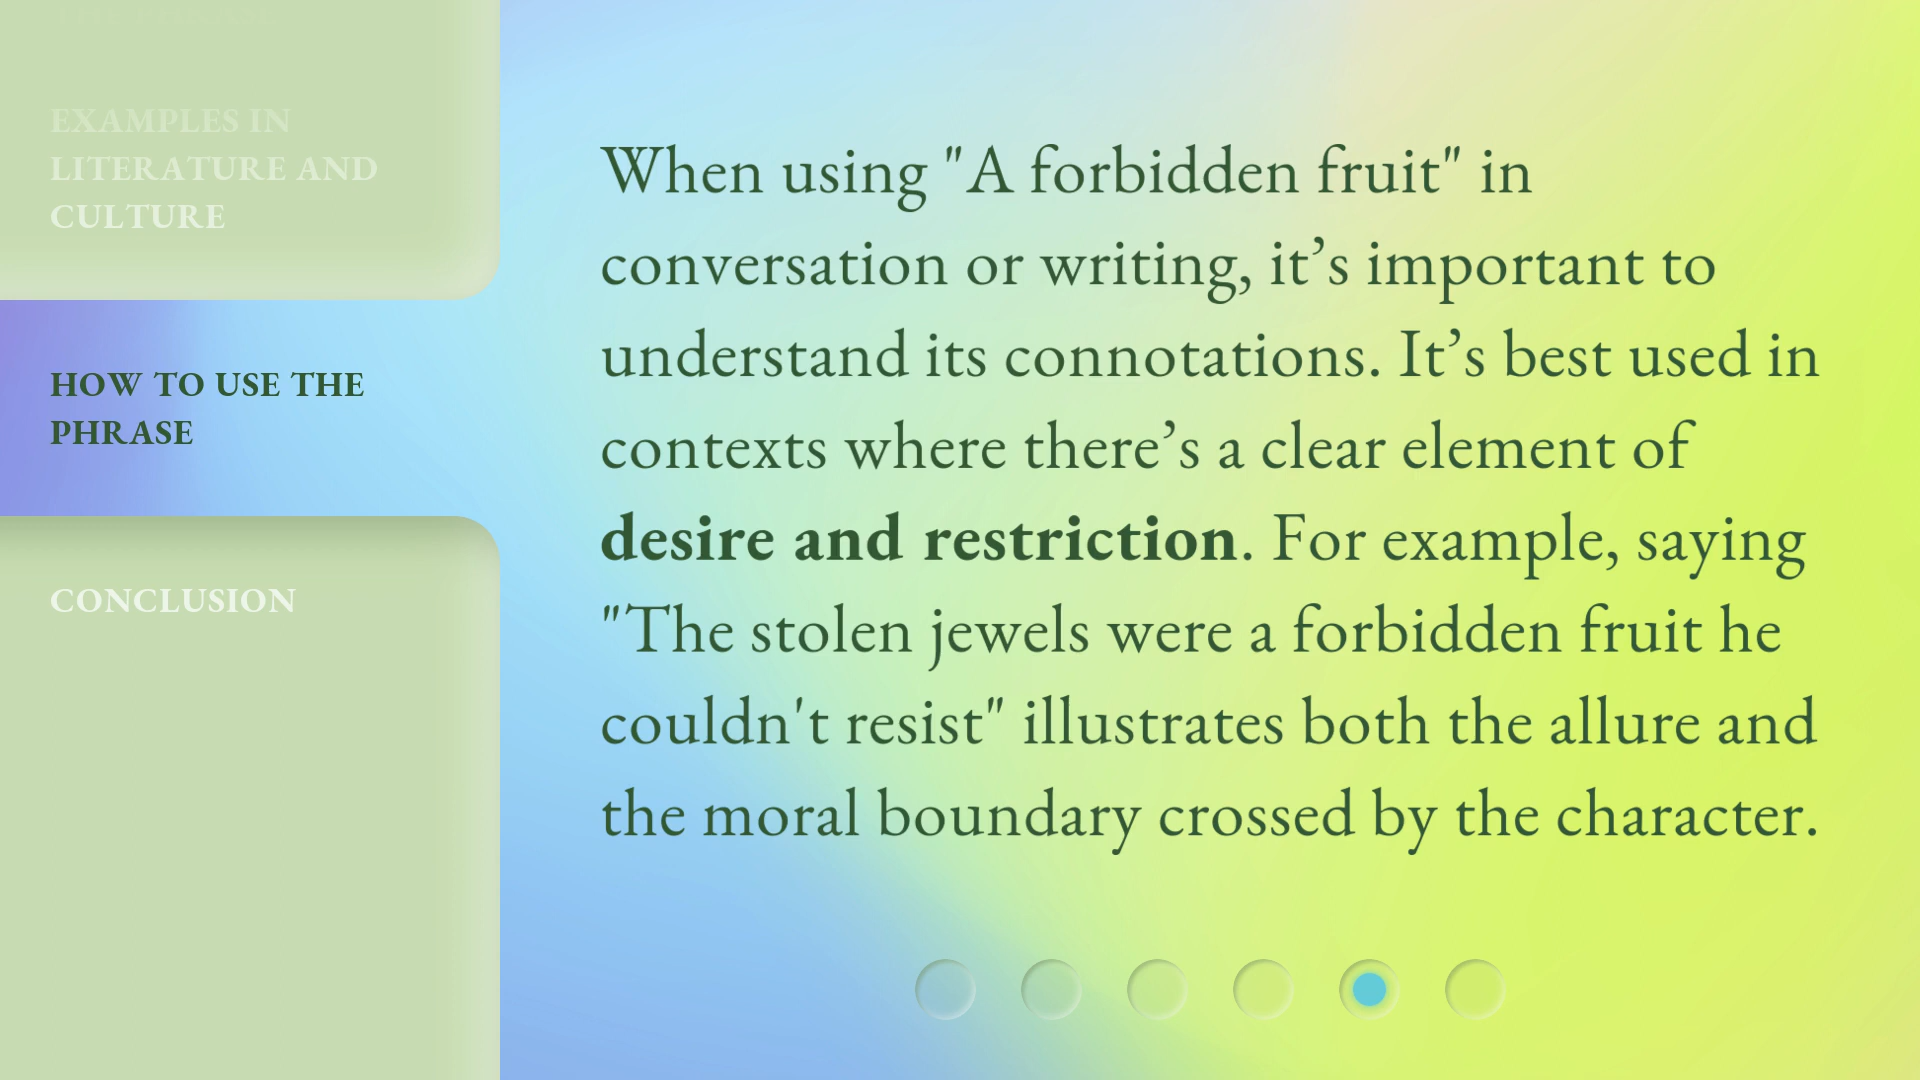 THE PHRASE
EXAMPLES IN
LITERATURE AND
CULTURE
HOW TO USE THE
PHRASE
CONCLUSION
When using "A forbidden fruit" in
conversation or writing, it’s important to
understand its connotations. It’s best used in
contexts where there’s a clear element of
desire and restriction. For example, saying
"The stolen jewels were a forbidden fruit he
couldn't resist" illustrates both the allure and
the moral boundary crossed by the character.